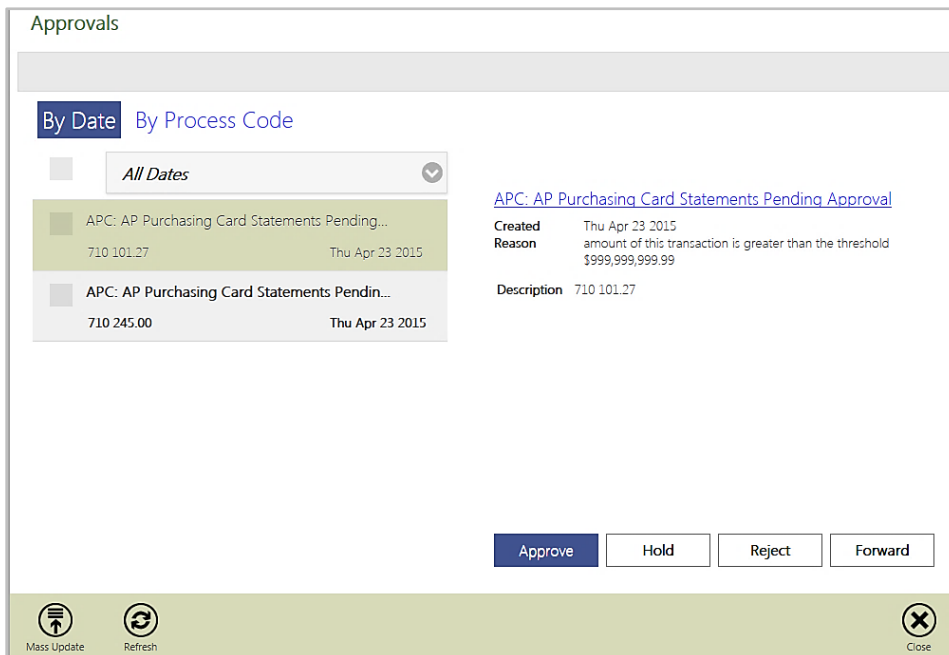 Approvals
By Date By Process Code
All Dates
APC: AP Purchasing Card Statements Pending...
710 101.27 Thu Apr 23 2015
APC: AP Purchasing Card Statements Pendin...
710 245.00 Thu Apr 23 2015
APC: AP Purchasing Card Statements Pending Approval
Created Thu Apr 23 2015
Reason amount of this transaction is greater than the threshold
$999,999,999.99
Description 710 101.27
Approve Hold Reject Forward
Mass Update Refresh Close